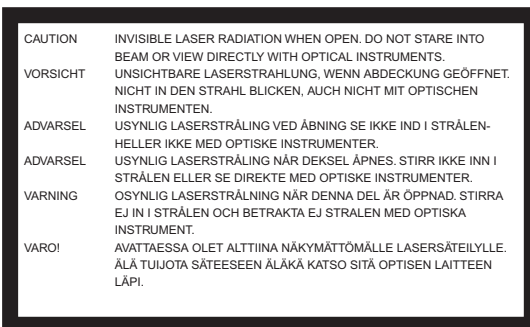 CAUTION INVISIBLE LASER RADIATION WHEN OPEN. DO NOT STARE INTO
BEAM OR VIEW DIRECTLY WITH OPTICAL INSTRUMENTS.
VORSICHT UNSICHTBARE LASERSTRAHLUNG, WENN ABDECKUNG GEÖFFNET.
NICHT IN DEN STRAHL BLICKEN, AUCH NICHT MIT OPTISCHEN
INSTRUMENTEN.
ADVARSEL USYNLIG LASERSTRÅLING VED ÅBNING SE IKKE IND I STRÅLEN-
HELLER IKKE MED OPTISKE INSTRUMENTER.
ADVARSEL USYNLIG LASERSTRÅLING NÅR DEKSEL ÅPNES. STIRR IKKE INN I
STRÅLEN ELLER SE DIREKTE MED OPTISKE INSTRUMENTER.
VARNING OSYNLIG LASERSTRÅLNING NÄR DENNA DEL ÄR ÖPPNAD. STIRRA
EJ IN I STRÅLEN OCH BETRAKTA EJ STRALEN MED OPTISKA
INSTRUMENT.
VARO! AVATTAESSA OLET ALTTIINA NÄKYMÄTTÖMÄLLE LASERSÄTEILYLLE.
ÄLÄ TUIJOTA SÄTEESEEN ÄLÄKÄ KATSO SITÄ OPTISEN LAITTEEN
LÄPI.